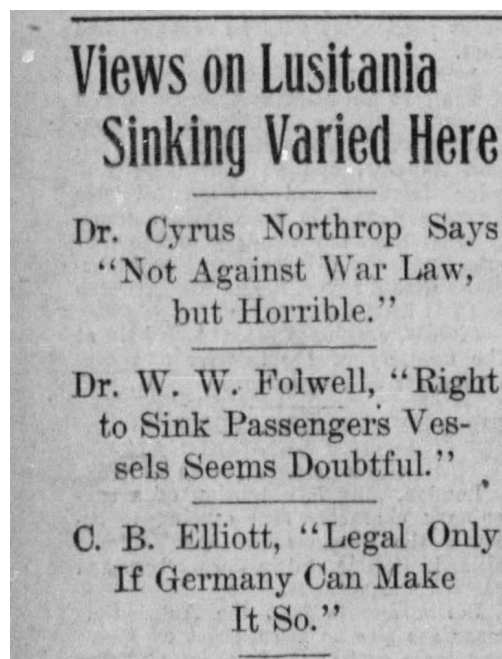 Views on Lusitania
Sinking Varied Here
Dr. Cyrus Northrop Says
"Not Against War Law,
but Horrible."
Dr. W. W. Folwell, "Right
to Sink Passengers Ves-
sels Seems Doubtful."
C. B. Elliott, "Legal Only
If Germany Can Make
It So."